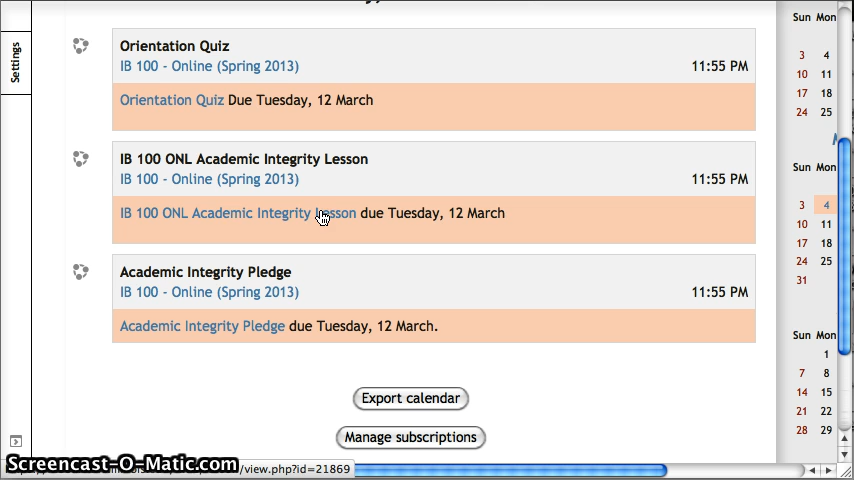 Settings
Orientation Quiz
IB 100 - Online (Spring 2013)
11:55 PM
Orientation Quiz Due Tuesday, 12 March
IB 100 ONL Academic Integrity Lesson
IB 100 - Online (Spring 2013)
11:55 PM
IB 100 ONL Academic Integrity Lesson due Tuesday, 12 March
Academic Integrity Pledge
IB 100 - Online (Spring 2013)
11:55 PM
Academic Integrity Pledge due Tuesday, 12 March.
Export calendar
Manage subscriptions
Sun Mon
3 4
10 11
17 18
24 25
Sun Mon
3 4
10 11
17 18
24 25
31
Sun Mon
1
7 8
14 15
21 22
28 29
Screencast-O-Matic.com
/view.php?id=21869